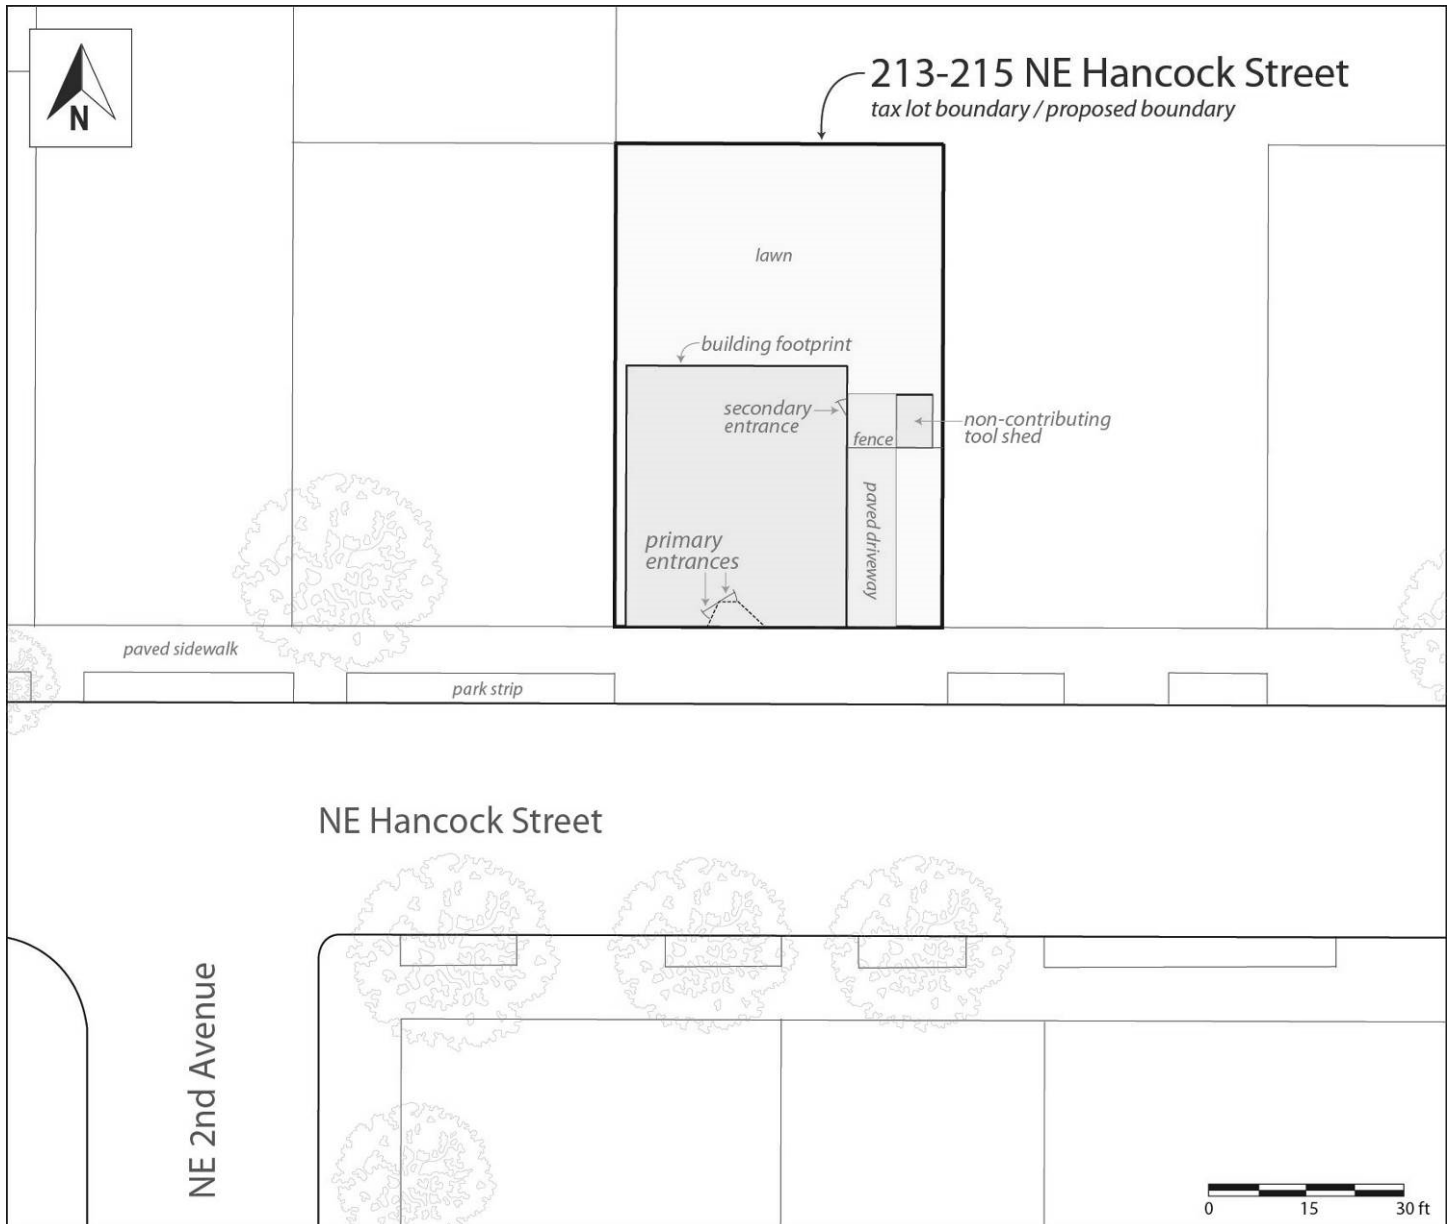 N
213-215 NE Hancock Street
tax lot boundary / proposed boundary
lawn
building footprint
secondary
entrance
fence
non-contributing
tool shed
paved driveway
primary
entrances
paved sidewalk
park strip
NE Hancock Street
NE 2nd Avenue
0 15 30 ft